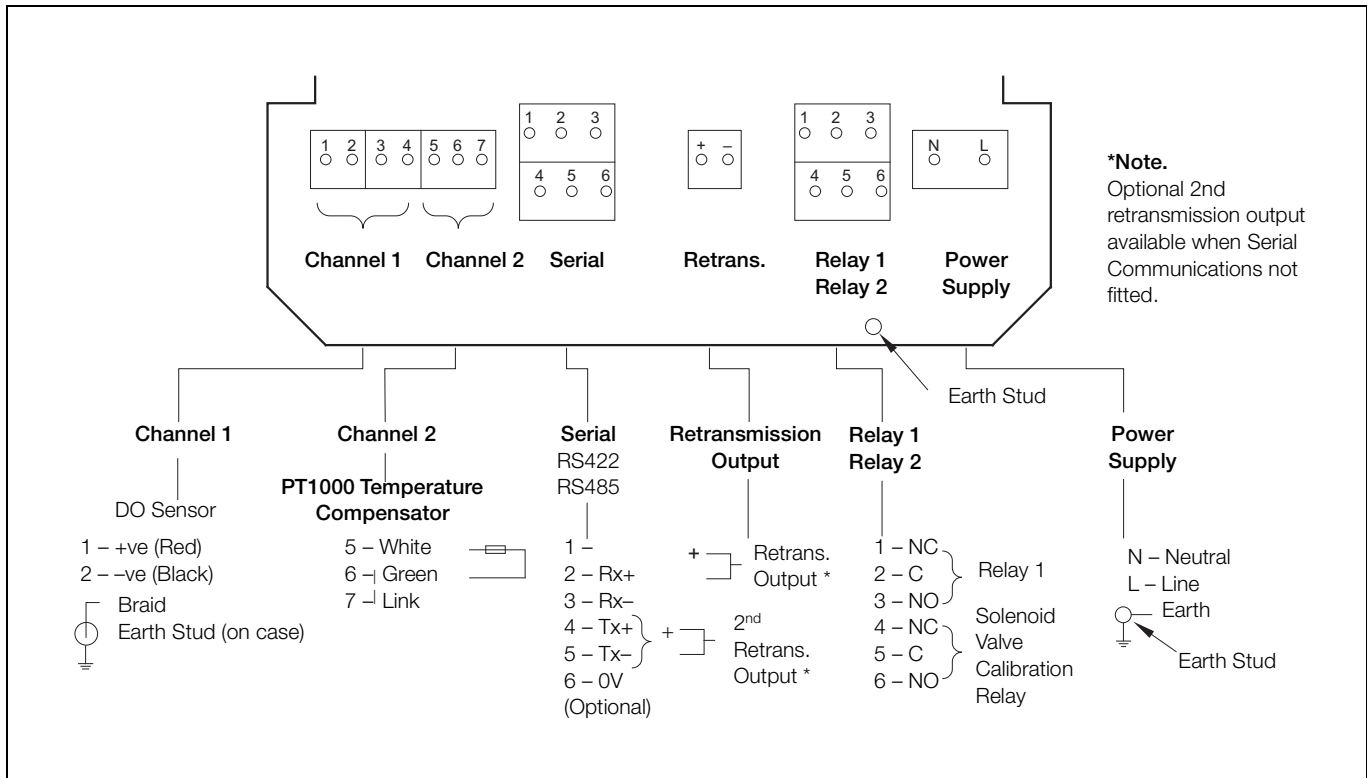 1 2 3 4 5 6 7
1 2 3
4 5 6
+ –
1 2 3
4 5 6
N L
Channel 1
Channel 2
Serial
Retrans.
Relay 1
Relay 2
Power
Supply
*Note.
Optional 2nd
retransmission output
available when Serial
Communications not
fitted.
Earth Stud
Channel 1
DO Sensor
1 – +ve (Red)
2 – –ve (Black)
Braid
Earth Stud (on case)
Channel 2
PT1000 Temperature
Compensator
5 – White
6 – Green
7 – Link
Serial
RS422
RS485
1 –
2 – Rx+
3 – Rx–
4 – Tx+
5 – Tx–
6 – 0V
(Optional)
+
2nd
Retrans.
Output *
Retransmission
Output
+
Retrans.
Output *
Relay 1
Relay 2
1 – NC
2 – C
3 – NO
Relay 1
4 – NC
5 – C
6 – NO
Solenoid
Valve
Calibration
Relay
Power
Supply
N – Neutral
L – Line
Earth
Earth Stud